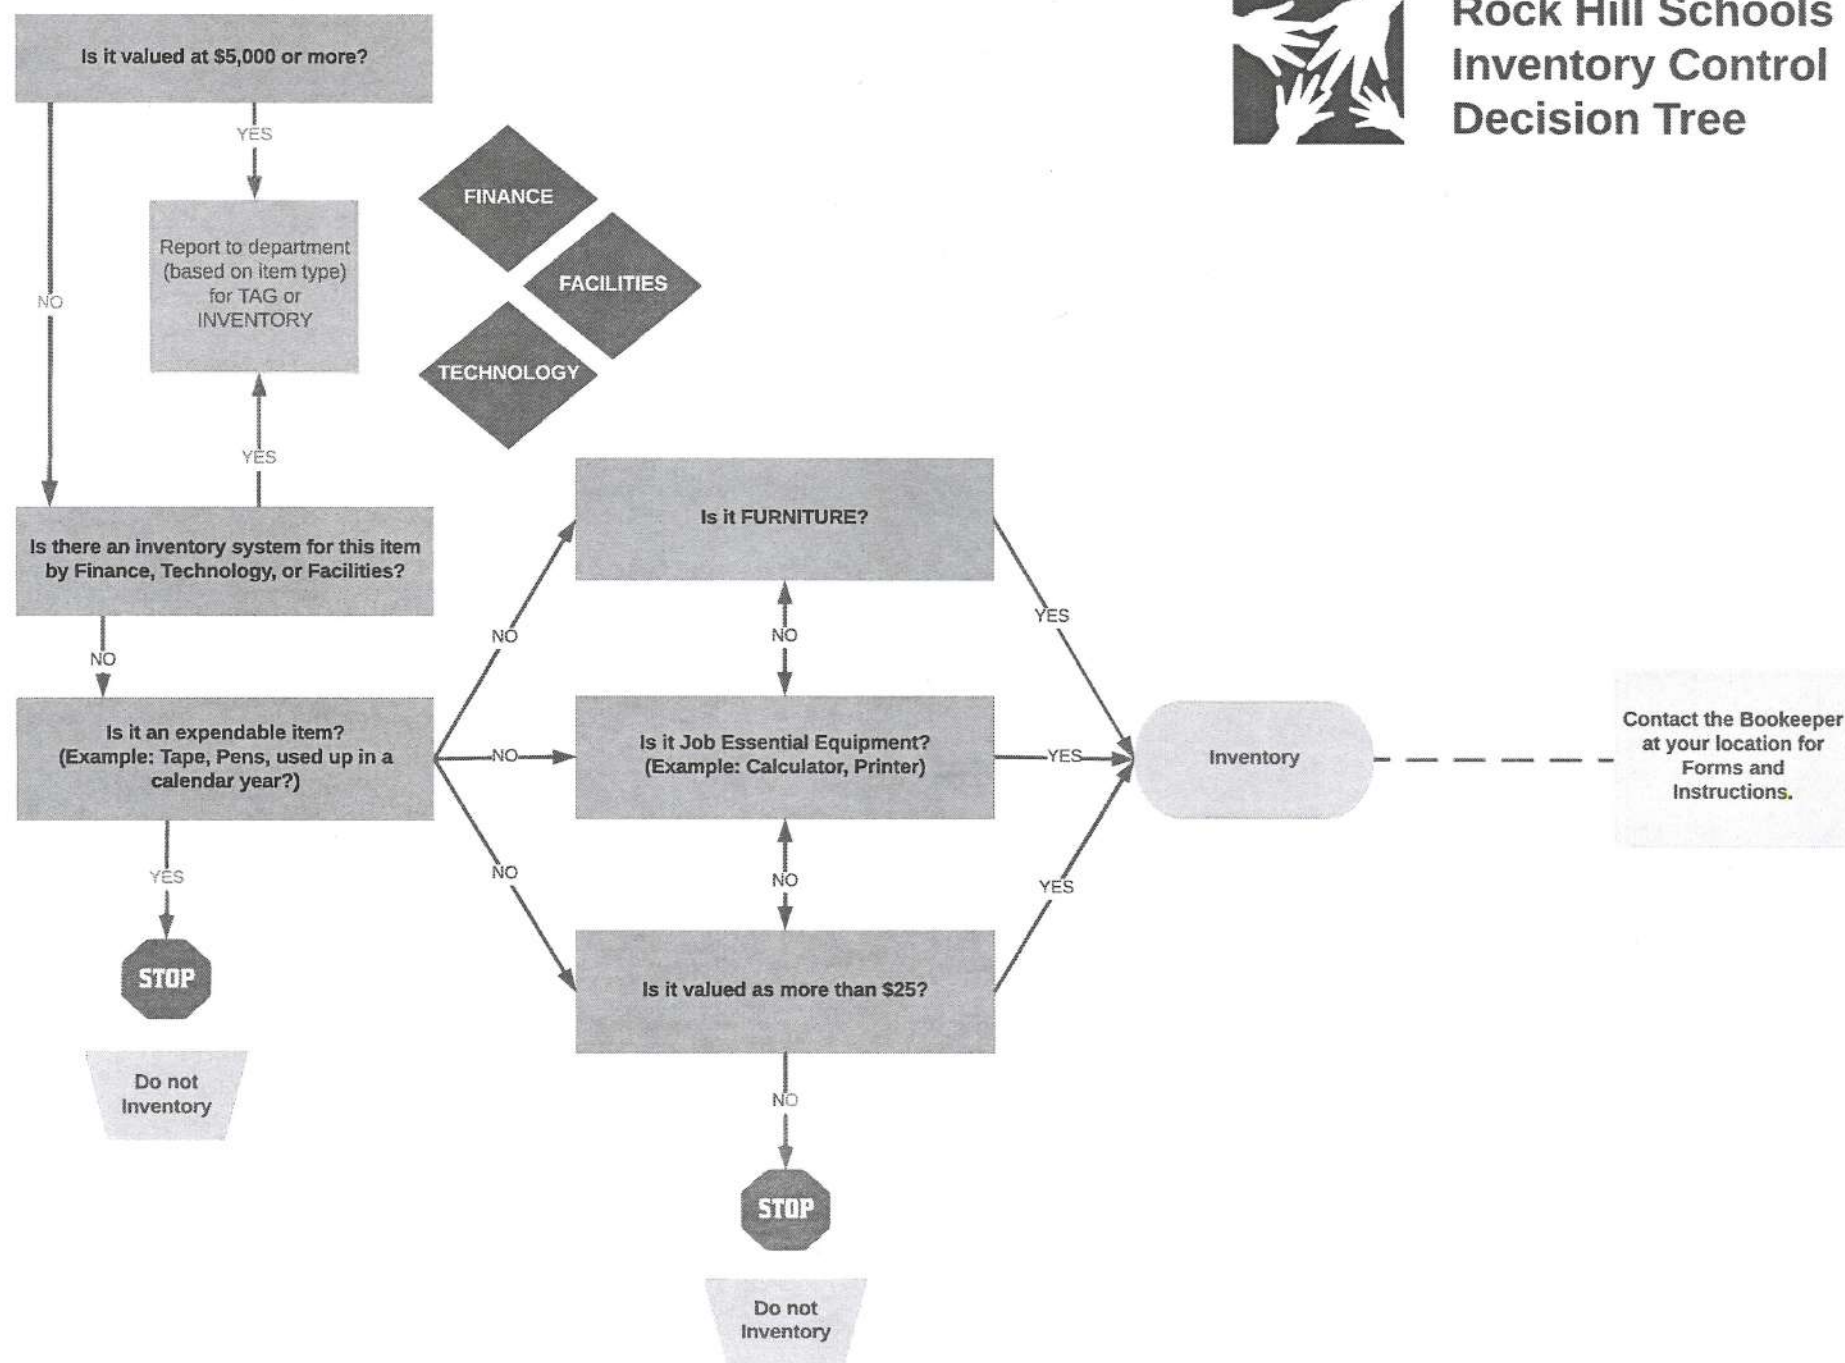 Rock Hill Schools
Inventory Control
Decision Tree
Is it valued at $5,000 or more?
YES
NO
Report to department
(based on item type)
for TAG or
INVENTORY
FINANCE
FACILITIES
TECHNOLOGY
YES
Is there an inventory system for this item
by Finance, Technology, or Facilities?
NO
Is it an expendable item?
(Example: Tape, Pens, used up in a
calendar year?)
YES
STOP
Do not
Inventory
NO
NO
NO
Is it FURNITURE?
NO
Is it Job Essential Equipment?
(Example: Calculator, Printer)
NO
Is it valued as more than $25?
NO
STOP
Do not
Inventory
YES
YES
YES
Inventory
Contact the Bookeeper
at your location for
Forms and
Instructions.